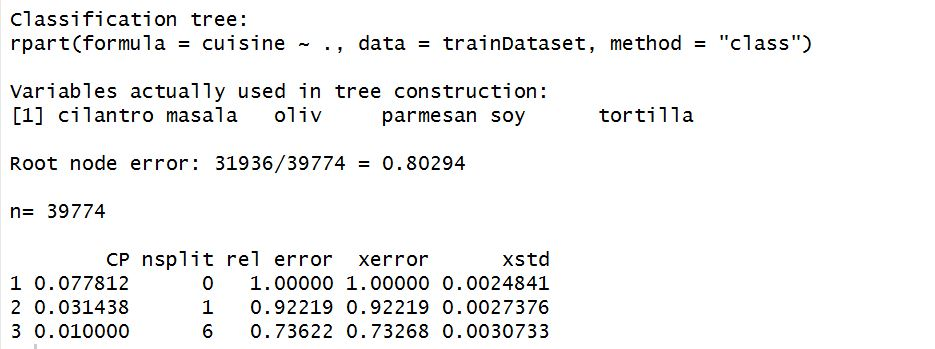 Classification tree:
rpart(formula = cuisine ~ ., data = trainDataset, method = "class")
Variables actually used in tree construction:
[1] cilantro masala   oliv     parmesan soy      tortilla
Root node error: 31936/39774 = 0.80294
n= 39774
        CP nsplit rel error  xerror      xstd
1 0.077812      0   1.00000 1.00000 0.0024841
2 0.031438      1   0.92219 0.92219 0.0027376
3 0.010000      6   0.73622 0.73268 0.0030733